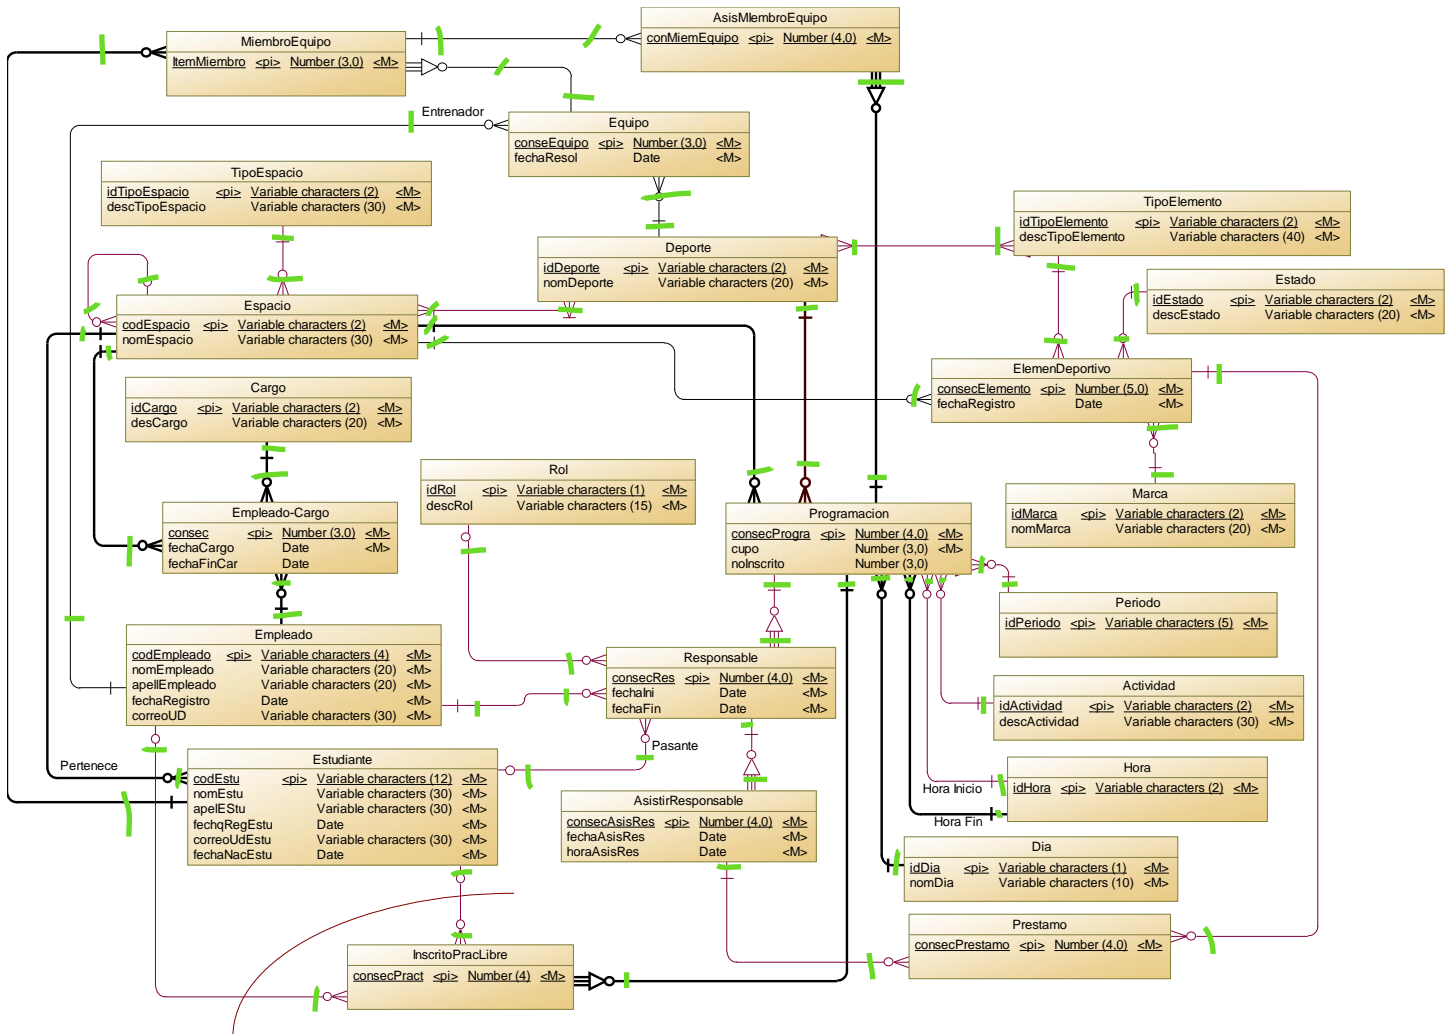 AsisMIembroEquipo
conMiemEquipo <pi> Number (4,0) <M>
MiembroEquipo
ItemMiembro <pi> Number (3,0) <M>
Entrenador
Equipo
conseEquipo <pi> Number (3,0) <M>
fechaResol Date <M>
TipoEspacio
idTipoEspacio <pi> Variable characters (2) <M>
descTipoEspacio Variable characters (30) <M>
TipoElemento
idTipoElemento <pi> Variable characters (2) <M>
descTipoElemento Variable characters (40) <M>
Deporte
idDeporte <pi> Variable characters (2) <M>
nomDeporte Variable characters (20) <M>
Estado
idEstado <pi> Variable characters (2) <M>
descEstado Variable characters (20) <M>
Espacio
codEspacio <pi> Variable characters (2) <M>
nomEspacio Variable characters (30) <M>
ElemenDeportivo
consecElemento <pi> Number (5,0) <M>
fechaRegistro Date <M>
Cargo
idCargo <pi> Variable characters (2) <M>
desCargo Variable characters (20) <M>
Rol
idRol <pi> Variable characters (1) <M>
descRol Variable characters (15) <M>
Marca
idMarca <pi> Variable characters (2) <M>
nomMarca Variable characters (20) <M>
Empleado-Cargo
consec <pi> Number (3,0) <M>
fechaCargo Date <M>
fechaFinCar Date
Programacion
consecProgra <pi> Number (4,0) <M>
cupo Number (3,0) <M>
noInscrito Number (3,0)
Periodo
idPeriodo <pi> Variable characters (5) <M>
Empleado
codEmpleado <pi> Variable characters (4) <M>
nomEmpleado Variable characters (20) <M>
apellEmpleado Variable characters (20) <M>
fechaRegistro Date <M>
correoUD Variable characters (30) <M>
Responsable
consecRes <pi> Number (4,0) <M>
fechaIni Date <M>
fechaFin Date <M>
Actividad
idActividad <pi> Variable characters (2) <M>
descActividad Variable characters (30) <M>
Pasante
Pertenece
Estudiante
codEstu <pi> Variable characters (12) <M>
nomEstu Variable characters (30) <M>
apelEStu Variable characters (30) <M>
fechqRegEstu Date <M>
correoUdEstu Variable characters (30) <M>
fechaNacEstu Date <M>
Hora
idHora <pi> Variable characters (2) <M>
Hora Inicio
Hora Fin
AsistirResponsable
consecAsisRes <pi> Number (4,0) <M>
fechaAsisRes Date <M>
horaAsisRes Date <M>
Dia
idDia <pi> Variable characters (1) <M>
nomDia Variable characters (10) <M>
Prestamo
consecPrestamo <pi> Number (4,0) <M>
InscritoPracLibre
consecPract <pi> Number (4) <M>